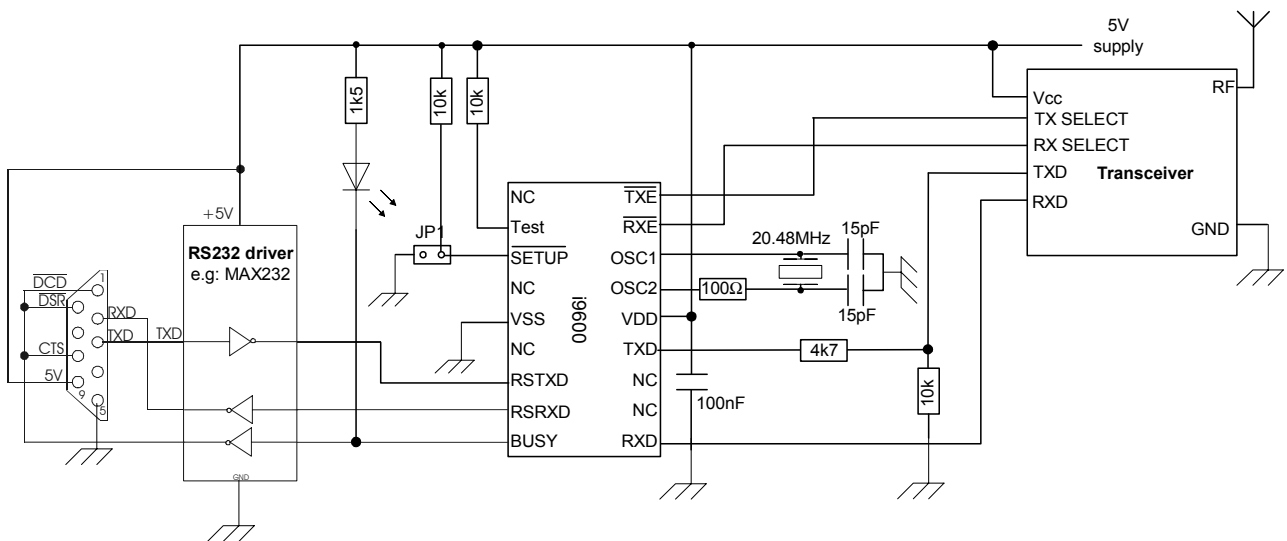 5V
supply
1k5
10k
10k
Vcc
RF
TX SELECT
RX SELECT
TXD
Transceiver
RXD
GND
+5V
RS232 driver
e.g: MAX232
JP1
NC
Test
SETUP
NC
VSS
NC
RSTXD
RSRXD
BUSY
i9600
TXE
RXE
OSC1
OSC2
VDD
TXD
NC
NC
RXD
20.48MHz
15pF
100Ω
15pF
4k7
100nF
10k
DCD
1
DSR
RXD
TXD
TXD
CTS
5V
9
5
GND